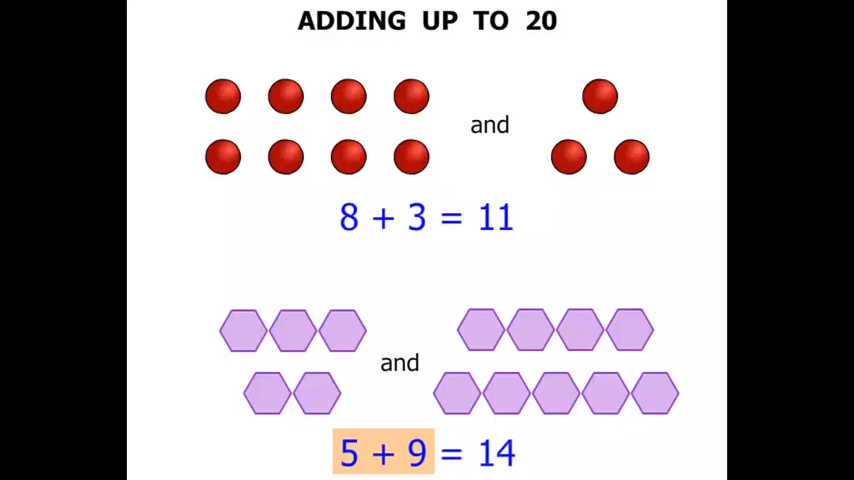 ADDING UP TO 20
and
8 + 3 = 11
and
5 + 9 = 14